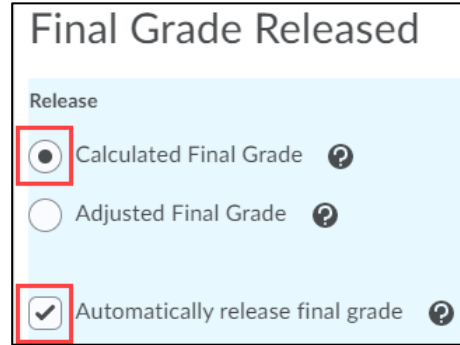 Final Grade Released
Release
Calculated Final Grade ?
Adjusted Final Grade ?
Automatically release final grade ?